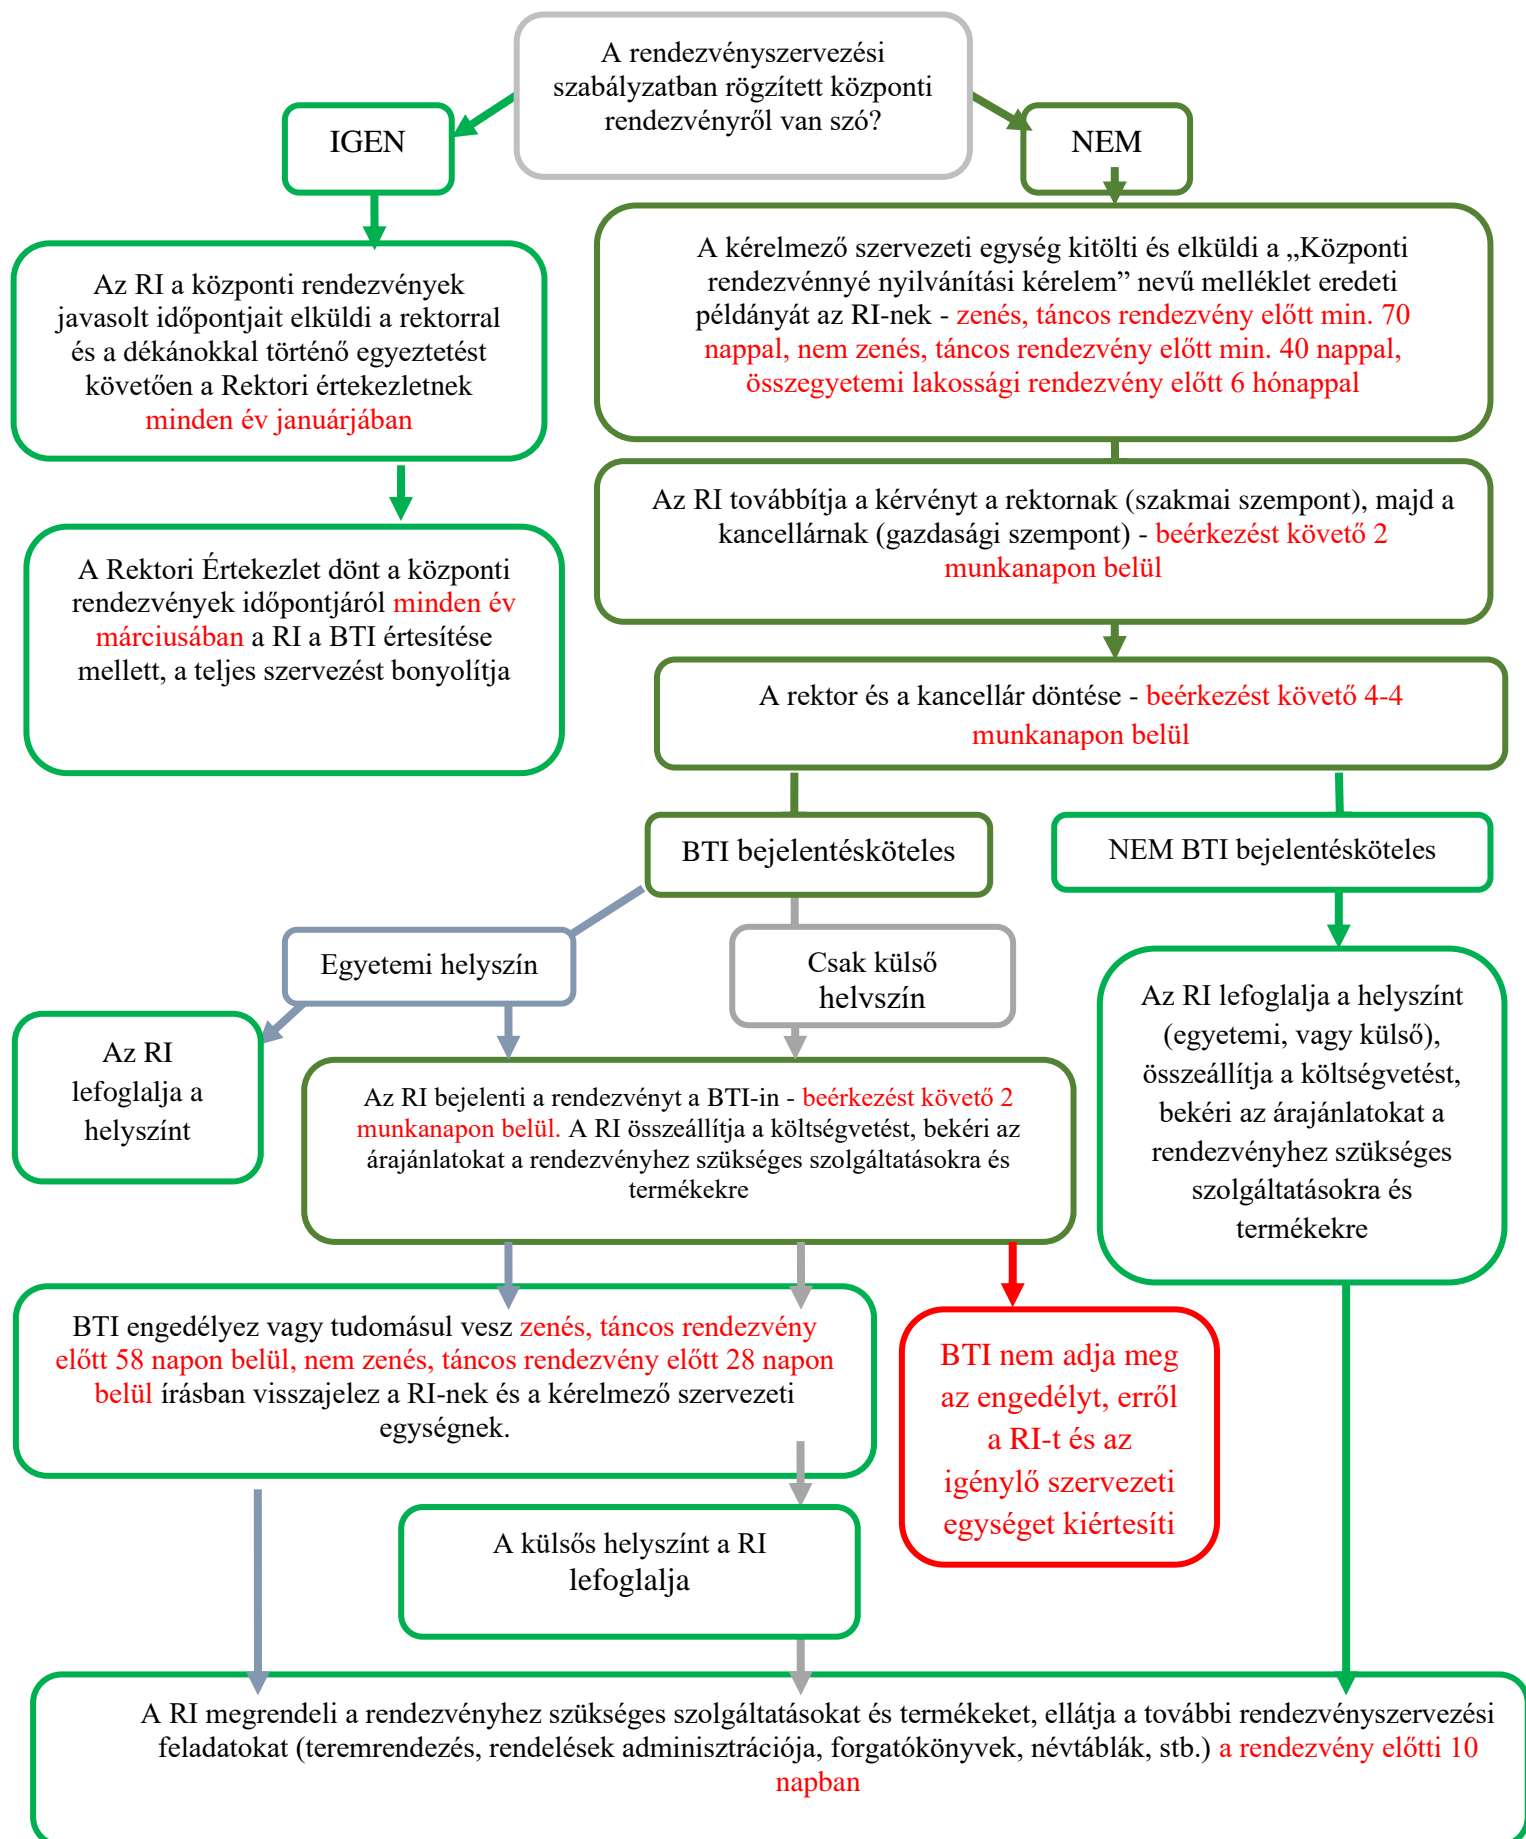 A rendezvényszervezési
szabályzatban rögzített központi
rendezvényről van szó?
IGEN
NEM
Az RI a központi rendezvények
javasolt időpontjait elküldi a rektorral
és a dékánokkal történő egyeztetést
követően a Rektori értekezletnek
minden év januárjában
A kérelmező szervezeti egység kitölti és elküldi a „Központi
rendezvénnyé nyilvánítási kérelem” nevű melléklet eredeti
példányát az RI-nek - zenés, táncos rendezvény előtt min. 70
nappal, nem zenés, táncos rendezvény előtt min. 40 nappal,
összegyetemi lakossági rendezvény előtt 6 hónappal
Az RI továbbítja a kérvényt a rektornak (szakmai szempont), majd a
kancellárnak (gazdasági szempont) - beérkezést követő 2
munkanapon belül
A Rektori Értekezlet dönt a központi
rendezvények időpontjáról minden év
márciusában a RI a BTI értesítése
mellett, a teljes szervezést bonyolítja
A rektor és a kancellár döntése - beérkezést követő 4-4
munkanapon belül
BTI bejelentésköteles
NEM BTI bejelentésköteles
Egyetemi helyszín
Csak külső
helvszín
Az RI
lefoglalja a
helyszínt
Az RI bejelenti a rendezvényt a BTI-in - beérkezést követő 2
munkanapon belül. A RI összeállítja a költségvetést, bekéri az
árajánlatokat a rendezvényhez szükséges szolgáltatásokra és
termékekre
Az RI lefoglalja a helyszínt
(egyetemi, vagy külső),
összeállítja a költségvetést,
bekéri az árajánlatokat a
rendezvényhez szükséges
szolgáltatásokra és
termékekre
BTI engedélyez vagy tudomásul vesz zenés, táncos rendezvény
előtt 58 napon belül, nem zenés, táncos rendezvény előtt 28 napon
belül írásban visszajelez a RI-nek és a kérelmező szervezeti
egységnek.
BTI nem adja meg
az engedélyt, erről
a RI-t és az
igénylő szervezeti
egységet kiértesíti
A külsős helyszínt a RI
lefoglalja
A RI megrendeli a rendezvényhez szükséges szolgáltatásokat és termékeket, ellátja a további rendezvényszervezési
feladatokat (teremrendezés, rendelések adminisztrációja, forgatókönyvek, névtáblák, stb.) a rendezvény előtti 10
napban